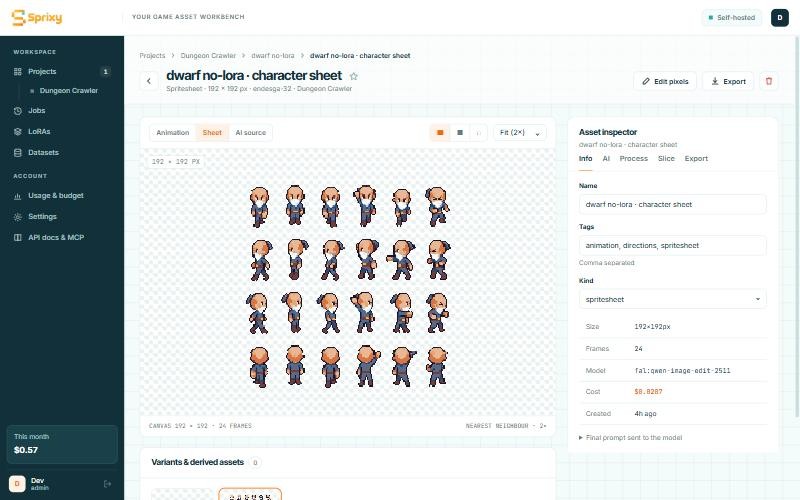 Sprixy
YOUR GAME ASSET WORKBENCH
Self-hosted
D
WORKSPACE
Projects
1
Dungeon Crawler
Jobs
LoRAs
Datasets
ACCOUNT
Usage & budget
Settings
API docs & MCP
This month
$0.57
D
Dev
admin
Projects > Dungeon Crawler > dwarf no-lora > dwarf no-lora · character sheet
dwarf no-lora · character sheet
Spritesheet · 192 × 192 px · endesga-32 · Dungeon Crawler
Edit pixels
Export
Animation
Sheet
AI source
Fit (2×)
192 × 192 PX
CANVAS 192 × 192 · 24 FRAMES
NEAREST NEIGHBOUR · 2×
Variants & derived assets
0
Asset inspector
dwarf no-lora · character sheet
Info
AI
Process
Slice
Export
Name
dwarf no-lora · character sheet
Tags
animation, directions, spritesheet
Comma separated
Kind
spritesheet
Size 192×192px
Frames 24
Model fal:qwen-image-edit-2511
Cost $0.0287
Created 4h ago
Final prompt sent to the model